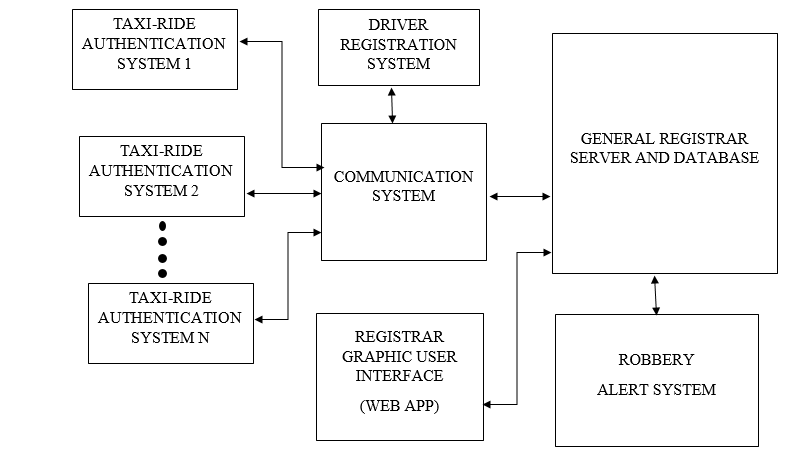 TAXI-RIDE
AUTHENTICATION
SYSTEM 1
DRIVER
REGISTRATION
SYSTEM
GENERAL REGISTRAR
SERVER AND DATABASE
TAXI-RIDE
AUTHENTICATION
SYSTEM 2
COMMUNICATION
SYSTEM
TAXI-RIDE
AUTHENTICATION
SYSTEM N
REGISTRAR
GRAPHIC USER
INTERFACE
(WEB APP)
ROBBERY
ALERT SYSTEM